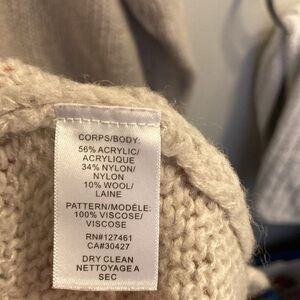 CORPS/BODY:
56% ACRYLIC/
ACRYLIQUE
34% NYLON/
NYLON
10% WOOL/
LAINE
PATTERN/MODÈLE:
100% VISCOSE/
VISCOSE
RN#127461
CA#30427
DRY CLEAN
NETTOYAGE A
SEC